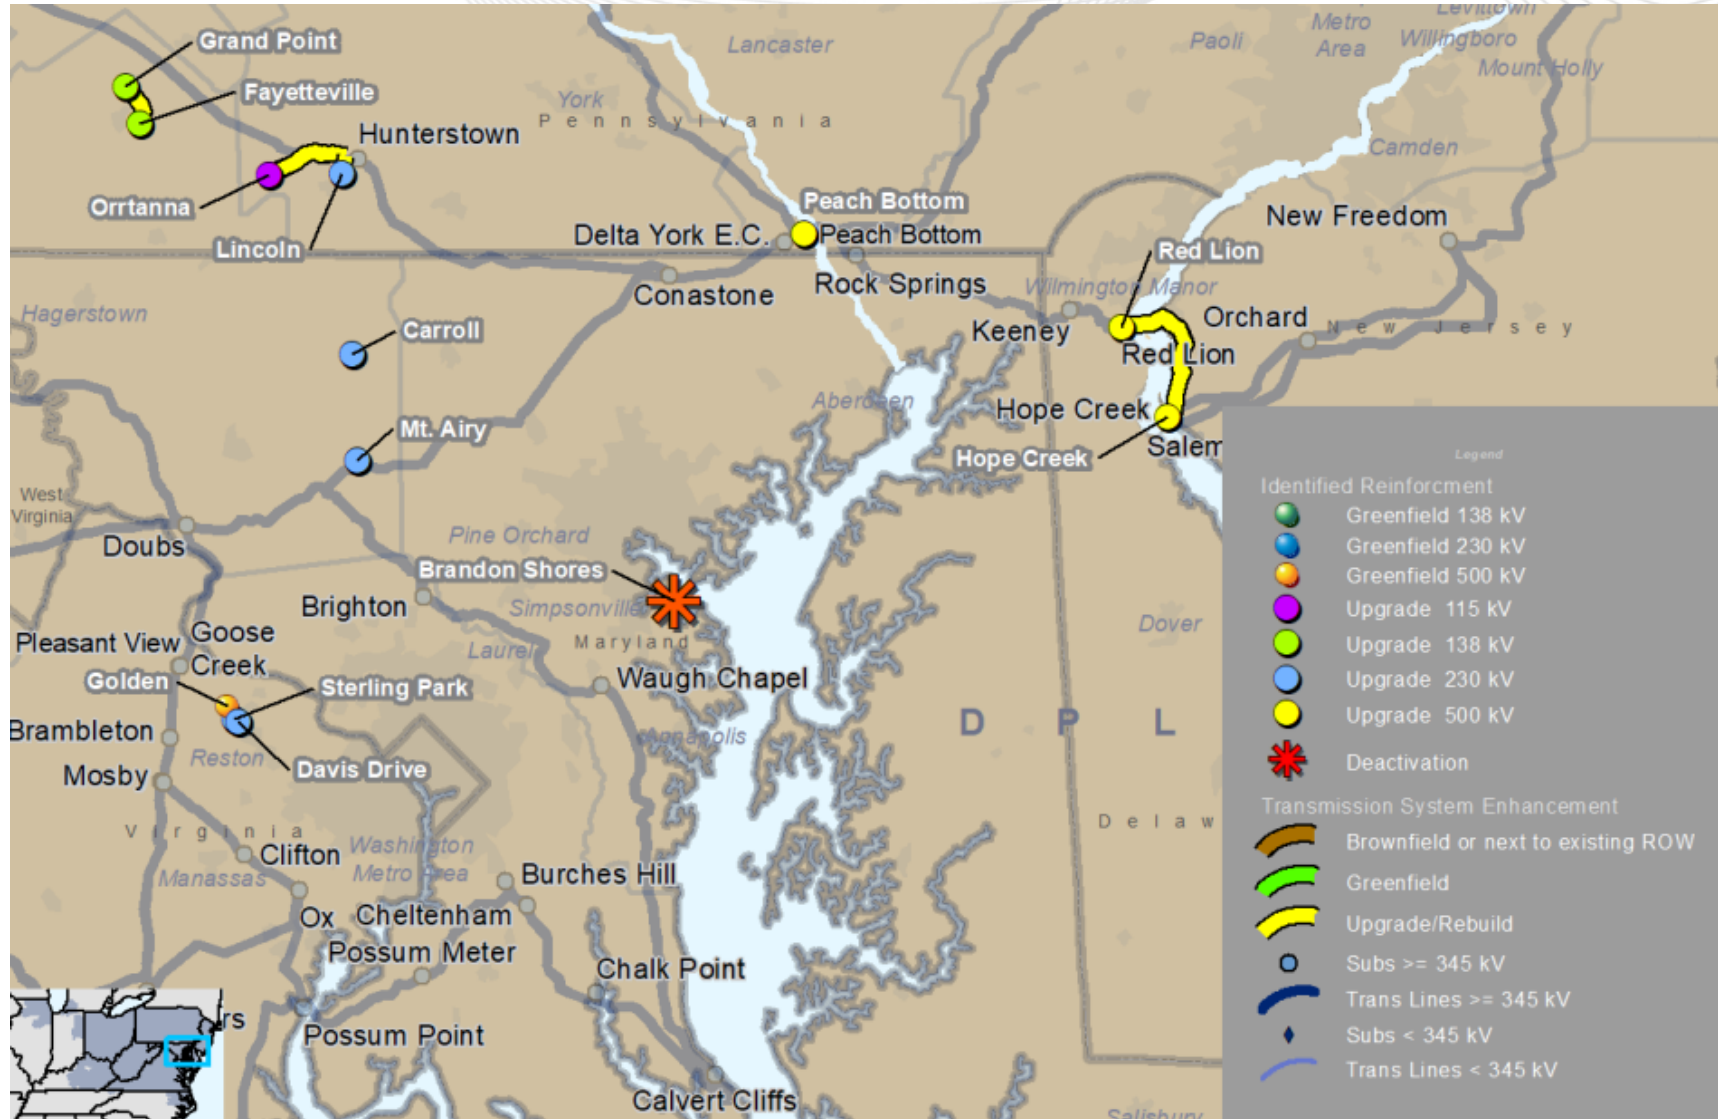 Levittown
Metro
Area
Willingboro
Paoli
Lancaster
Grand Point
Mount Holly
Fayetteville
York
Pennsylvania
Hunterstown
Camden
Orrtanna
Peach Bottom
New Freedom
Delta York E.C.
Peach Bottom
Lincoln
Red Lion
Conastone
Rock Springs
Wilmington Manor
Hagerstown
Carroll
Keeney
Orchard
New Jersey
Red Lion
Aberdeen
Hope Creek
Mt. Airy
Salem
Hope Creek
West
Virginia
Doubs
Pine Orchard
Brandon Shores
Brighton
Simpsonville
Dover
Pleasant View
Goose
Creek
Laurel
Maryland
Golden
Sterling Park
Waugh Chapel
D P L
Brambleton
Reston
Annapolis
Mosby
Davis Drive
Virginia
Delaw
Clifton
Washington
Metro Area
Manassas
Burches Hill
Ox
Cheltenham
Possum Meter
Chalk Point
rs
Possum Point
Calvert Cliffs
Salisbury
Legend
Identified Reinforcment
Greenfield 138 kV
Greenfield 230 kV
Greenfield 500 kV
Upgrade 115 kV
Upgrade 138 kV
Upgrade 230 kV
Upgrade 500 kV
Deactivation
Transmission System Enhancement
Brownfield or next to existing ROW
Greenfield
Upgrade/Rebuild
Subs >= 345 kV
Trans Lines >= 345 kV
Subs < 345 kV
Trans Lines < 345 kV